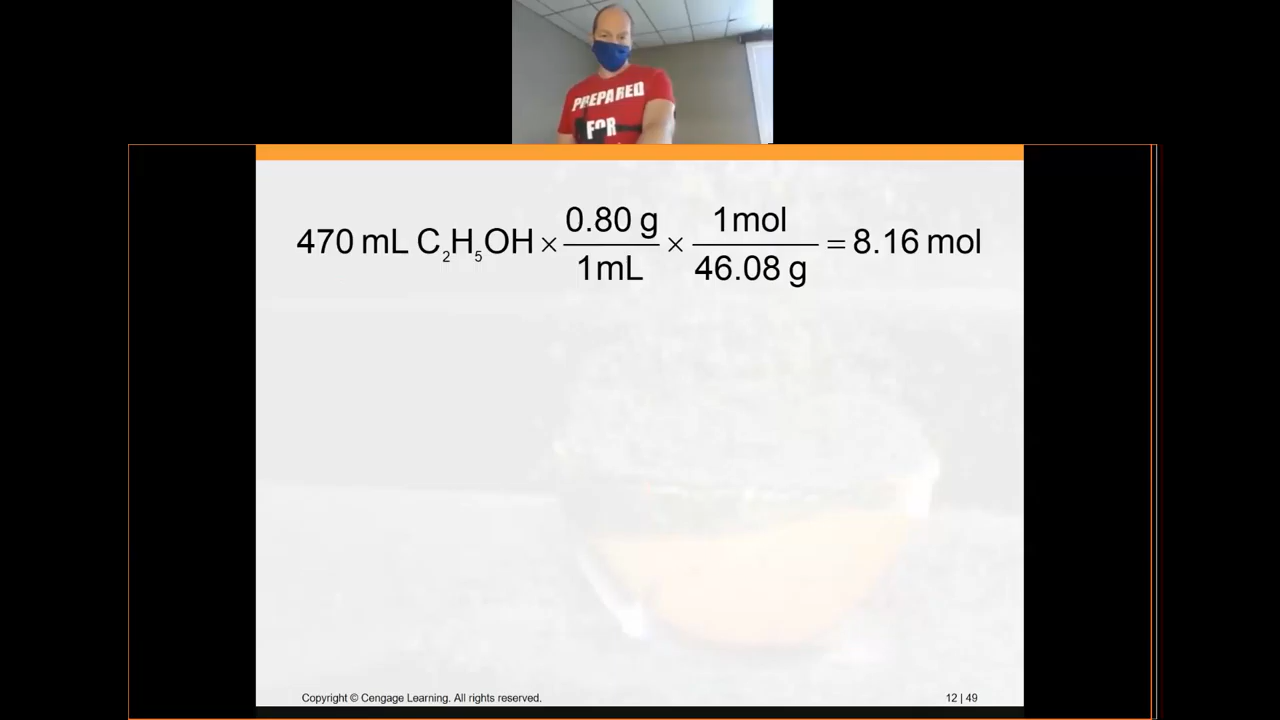 PREPARED
FOR
470 mL C₂H₅OH × 0.80 g / 1 mL × 1 mol / 46.08 g = 8.16 mol
Copyright © Cengage Learning. All rights reserved.
12 | 49